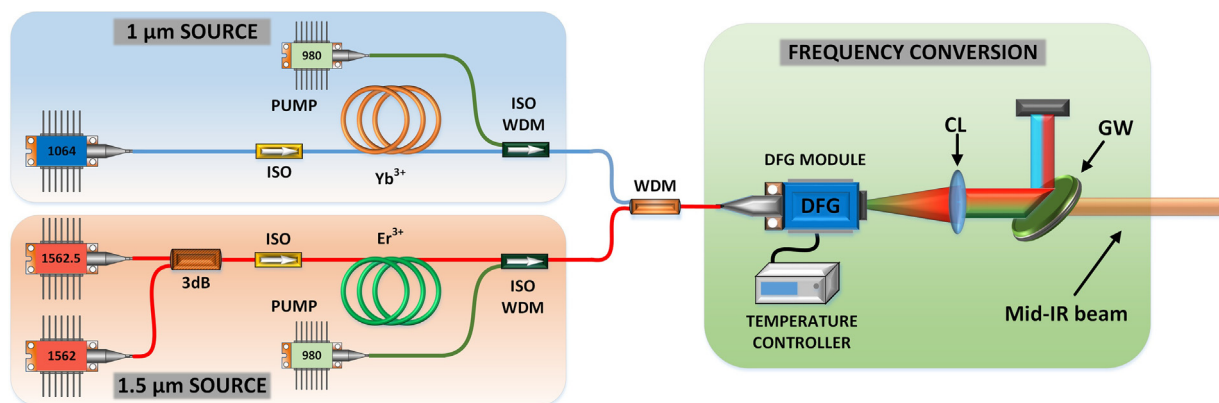 1 µm SOURCE
980
PUMP
ISO
WDM
1064
ISO
Yb3+
1562.5
3dB
ISO
Er3+
ISO
WDM
PUMP
1562
980
1.5 µm SOURCE
WDM
FREQUENCY CONVERSION
CL
GW
DFG MODULE
DFG
TEMPERATURE
CONTROLLER
Mid-IR beam